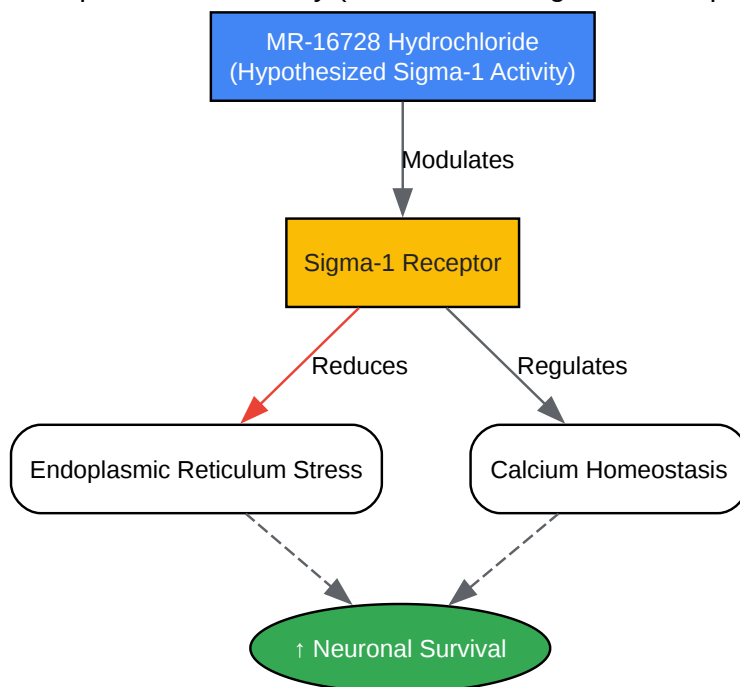 MR-16728 Hydrochloride
(Hypothesized Sigma-1 Activity)
Modulates
Sigma-1 Receptor
Reduces
Regulates
Endoplasmic Reticulum Stress
Calcium Homeostasis
↑ Neuronal Survival